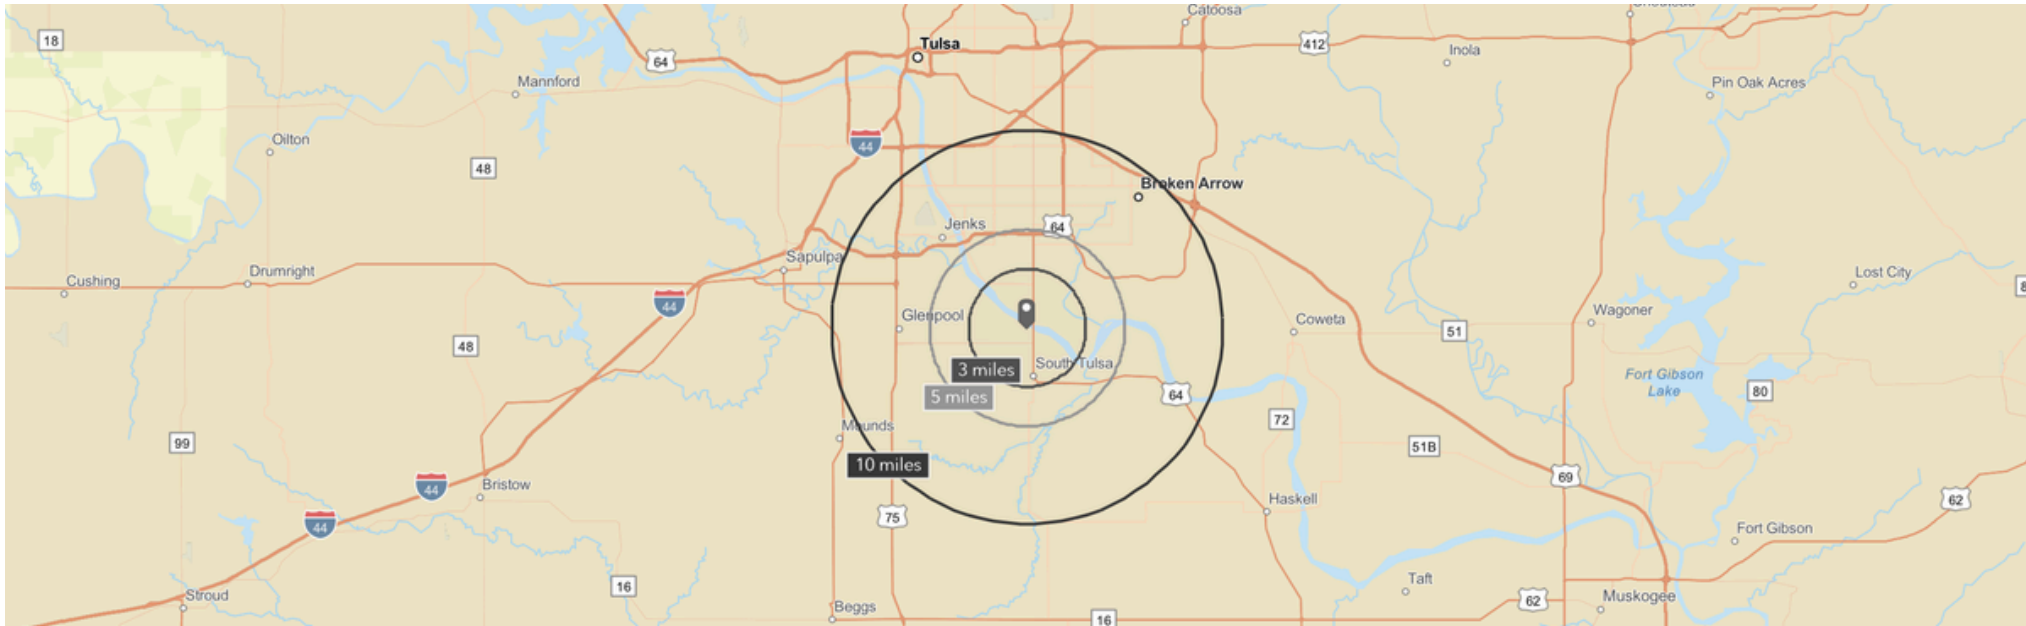 Catoosa
18
Tulsa
412
Inola
64
Mannford
Pin Oak Acres
Oilton
44
48
Broken Arrow
Jenks
64
Sapulpa
Cushing
Drumright
Lost City
44
Glenpool
Coweta
51
Wagoner
48
3 miles
South Tulsa
Fort Gibson
Lake
5 miles
64
80
Mounds
72
99
51B
10 miles
44
Bristow
69
Haskell
62
75
44
Fort Gibson
16
Taft
Stroud
Beggs
62
Muskogee
16